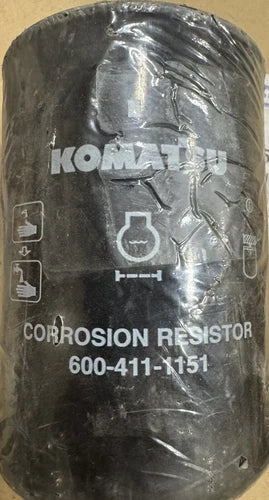 KOMATSU
CORROSION RESISTOR
600-411-1151